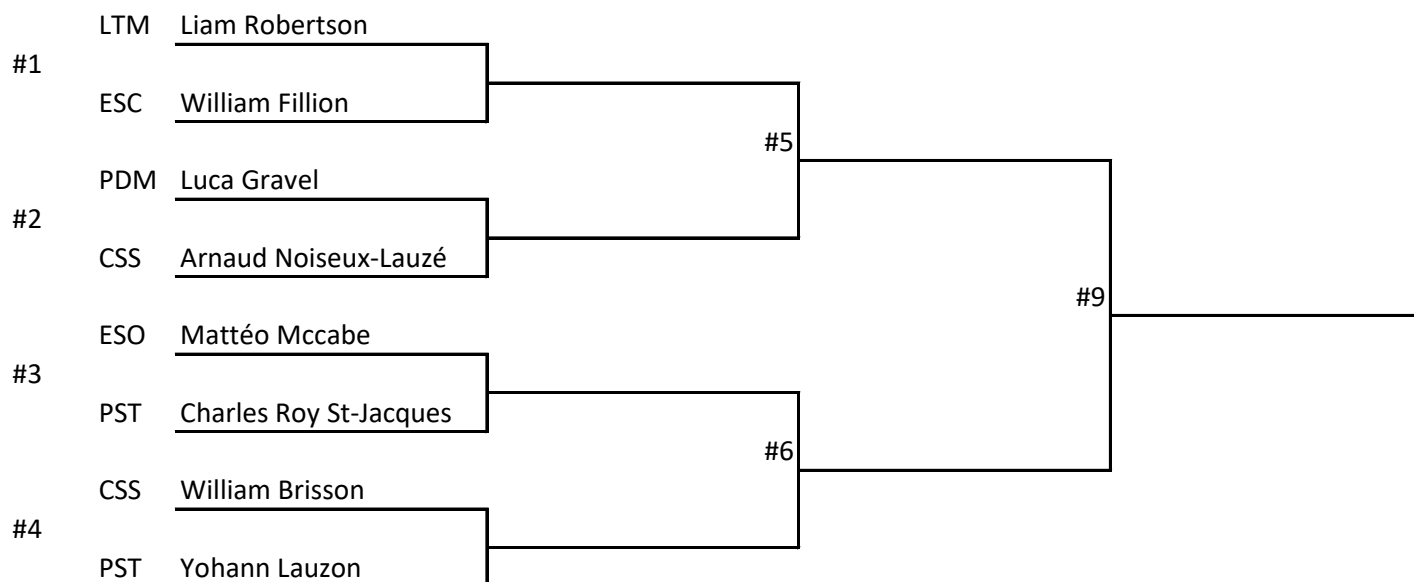 LTM Liam Robertson
#1
ESC William Fillion
#5
PDM Luca Gravel
#2
CSS Arnaud Noiseux-Lauzé
#9
ESO Mattéo Mccabe
#3
PST Charles Roy St-Jacques
#6
CSS William Brisson
#4
PST Yohann Lauzon